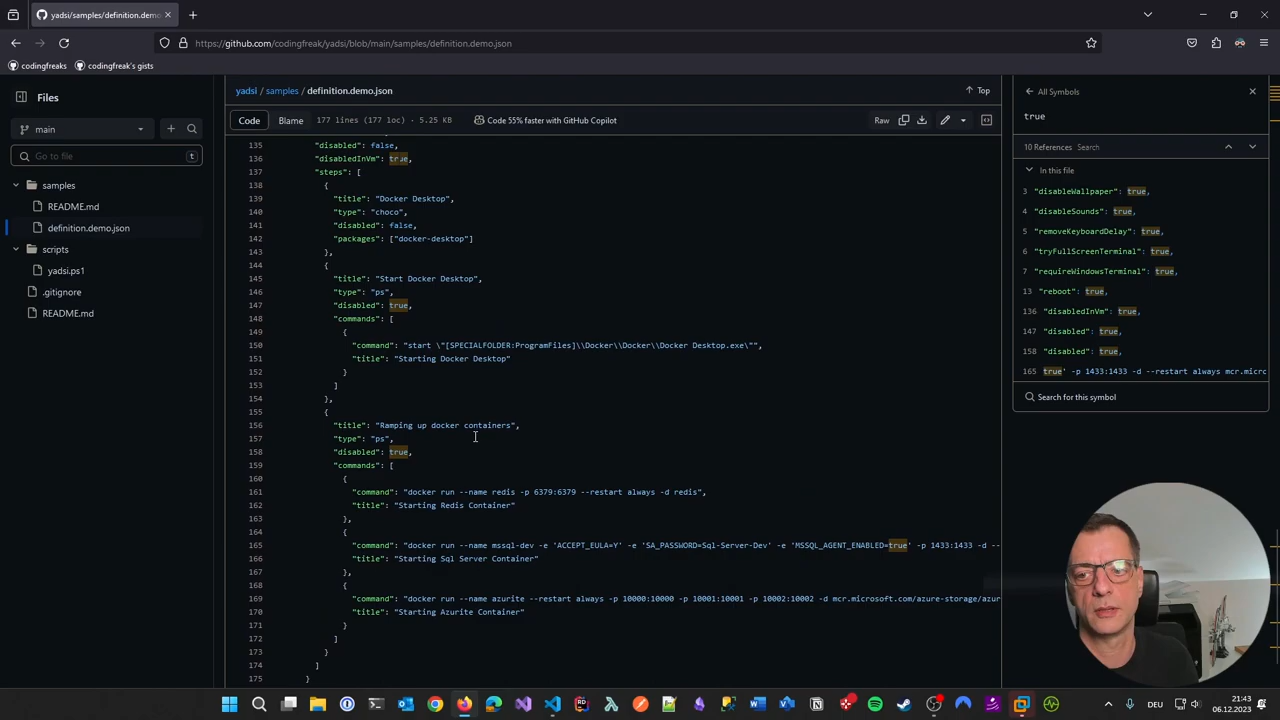 yadsi/samples/definition.demo
https://github.com/codingfreak/yadsi/blob/main/samples/definition.demo.json
codingfreaks
codingfreak's gists
Files
main
Go to file
t
samples
README.md
definition.demo.json
scripts
yadsi.ps1
.gitignore
README.md
yadsi / samples / definition.demo.json
Top
Code
Blame
177 lines (177 loc) · 5.25 KB
Code 55% faster with GitHub Copilot
Raw
135 "disabled": false,
136 "disabledInVm": true,
137 "steps": [
138 {
139 "title": "Docker Desktop",
140 "type": "choco",
141 "disabled": false,
142 "packages": ["docker-desktop"]
143 },
144 {
145 "title": "Start Docker Desktop",
146 "type": "ps",
147 "disabled": true,
148 "commands": [
149 {
150 "command": "start \"[SPECIALFOLDER:ProgramFiles]\\Docker\\Docker\\Docker Desktop.exe\"",
151 "title": "Starting Docker Desktop"
152 }
153 ]
154 },
155 {
156 "title": "Ramping up docker containers",
157 "type": "ps",
158 "disabled": true,
159 "commands": [
160 {
161 "command": "docker run --name redis -p 6379:6379 --restart always -d redis",
162 "title": "Starting Redis Container"
163 },
164 {
165 "command": "docker run --name mssql-dev -e 'ACCEPT_EULA=Y' -e 'SA_PASSWORD=Sql-Server-Dev' -e 'MSSQL_AGENT_ENABLED=true' -p 1433:1433 -d --
166 "title": "Starting Sql Server Container"
167 },
168 {
169 "command": "docker run --name azurite --restart always -p 10000:10000 -p 10001:10001 -p 10002:10002 -d mcr.microsoft.com/azure-storage/azur
170 "title": "Starting Azurite Container"
171 }
172 ]
173 }
174 ]
175 }
All Symbols
true
10 References Search
In this file
3 "disableWallpaper": true,
4 "disableSounds": true,
5 "removeKeyboardDelay": true,
6 "tryFullScreenTerminal": true,
7 "requireWindowsTerminal": true,
13 "reboot": true,
136 "disabledInVm": true,
147 "disabled": true,
158 "disabled": true,
165 true' -p 1433:1433 -d --restart always mcr.micro
Search for this symbol
DEU
21:43
06.12.2023